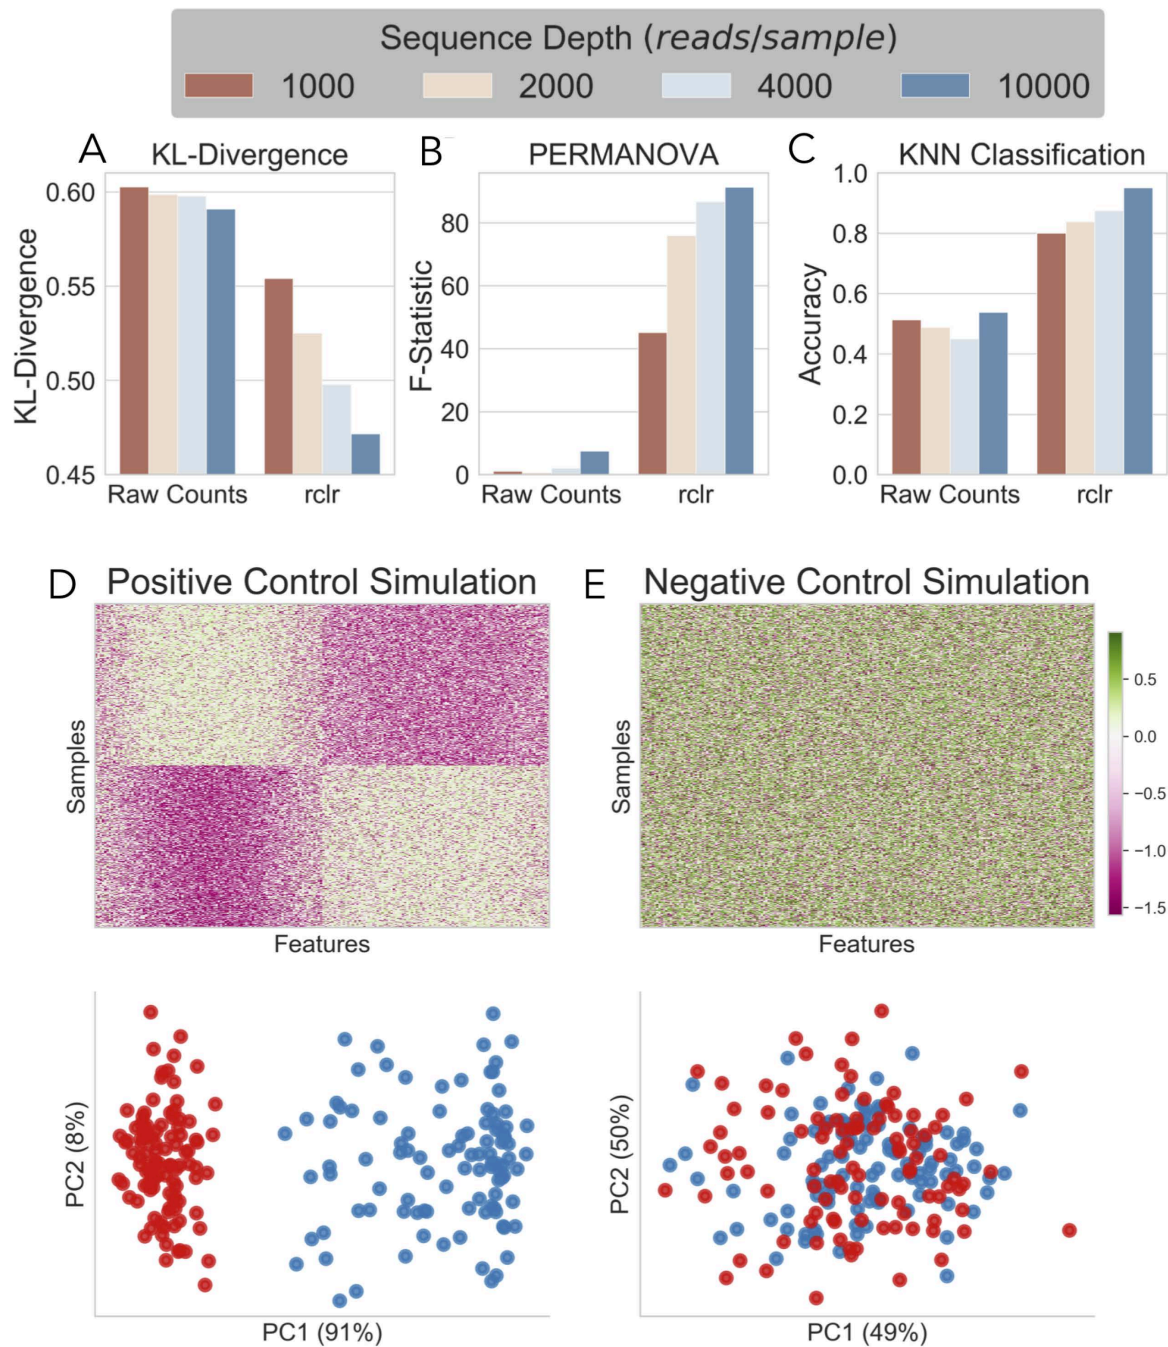 Sequence Depth (reads/sample)
1000 2000 4000 10000
A KL-Divergence
KL-Divergence
0.60
0.55
0.50
0.45
Raw Counts rclr
B PERMANOVA
F-Statistic
80
60
40
20
0
Raw Counts rclr
C KNN Classification
Accuracy
1.0
0.8
0.6
0.4
0.2
0.0
Raw Counts rclr
D Positive Control Simulation
Samples
Features
E Negative Control Simulation
Samples
Features
0.5
0.0
−0.5
−1.0
−1.5
PC2 (8%)
PC1 (91%)
PC2 (50%)
PC1 (49%)